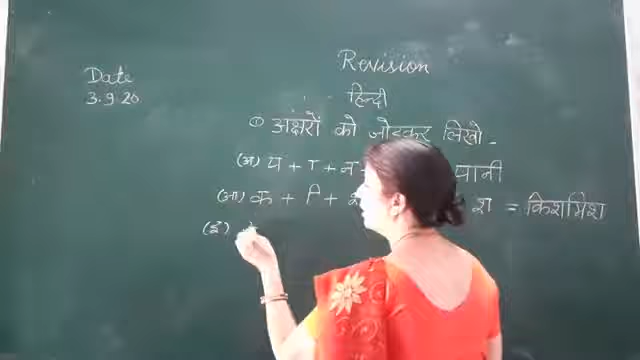 Revision
Date
3.9.20
हिन्दी
① अक्षरों को जोड़कर लिखो -
(अ) प + ा + न पानी
(आ) क + ि + श = किशमिश
(इ)